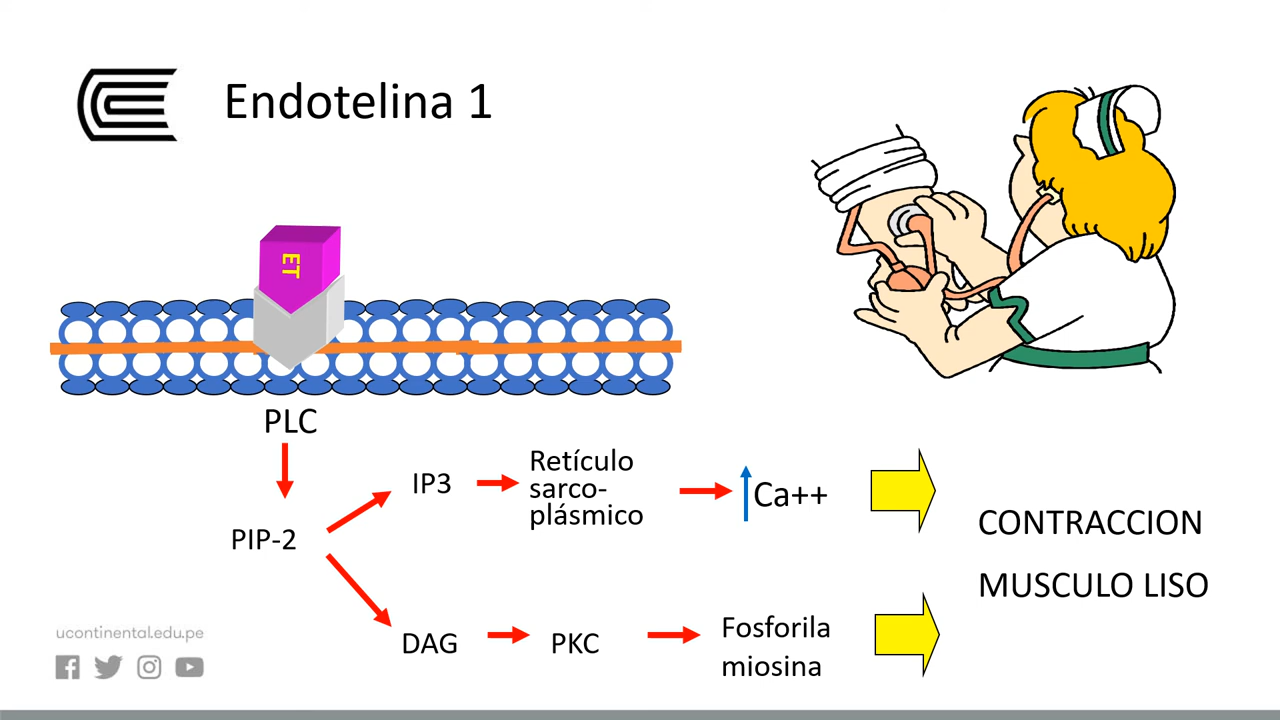 Endotelina 1
ET
PLC
PIP-2
IP3
Retículo
sarco-
plásmico
Ca++
DAG
PKC
Fosforila
miosina
CONTRACCION
MUSCULO LISO
ucontinental.edu.pe